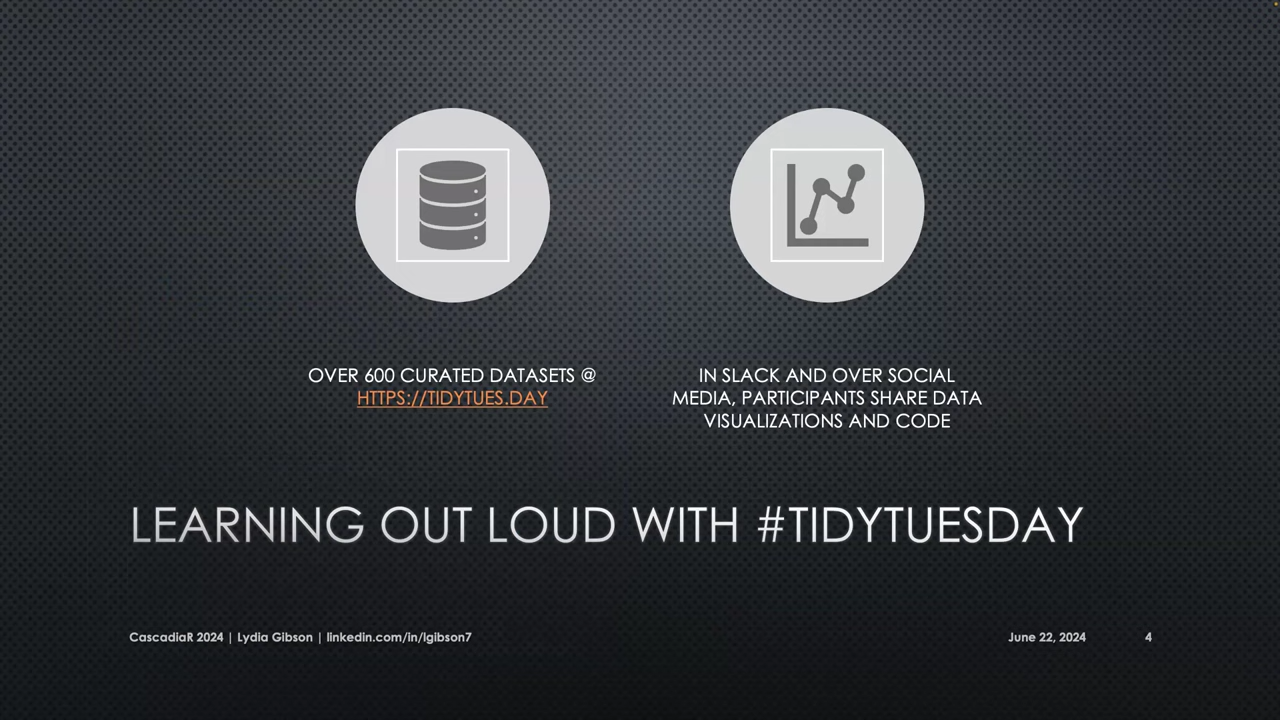 OVER 600 CURATED DATASETS @
HTTPS://TIDYTUES.DAY
IN SLACK AND OVER SOCIAL
MEDIA, PARTICIPANTS SHARE DATA
VISUALIZATIONS AND CODE
LEARNING OUT LOUD WITH #TIDYTUESDAY
CascadiaR 2024 | Lydia Gibson | linkedin.com/in/lgibson7
June 22, 2024
4